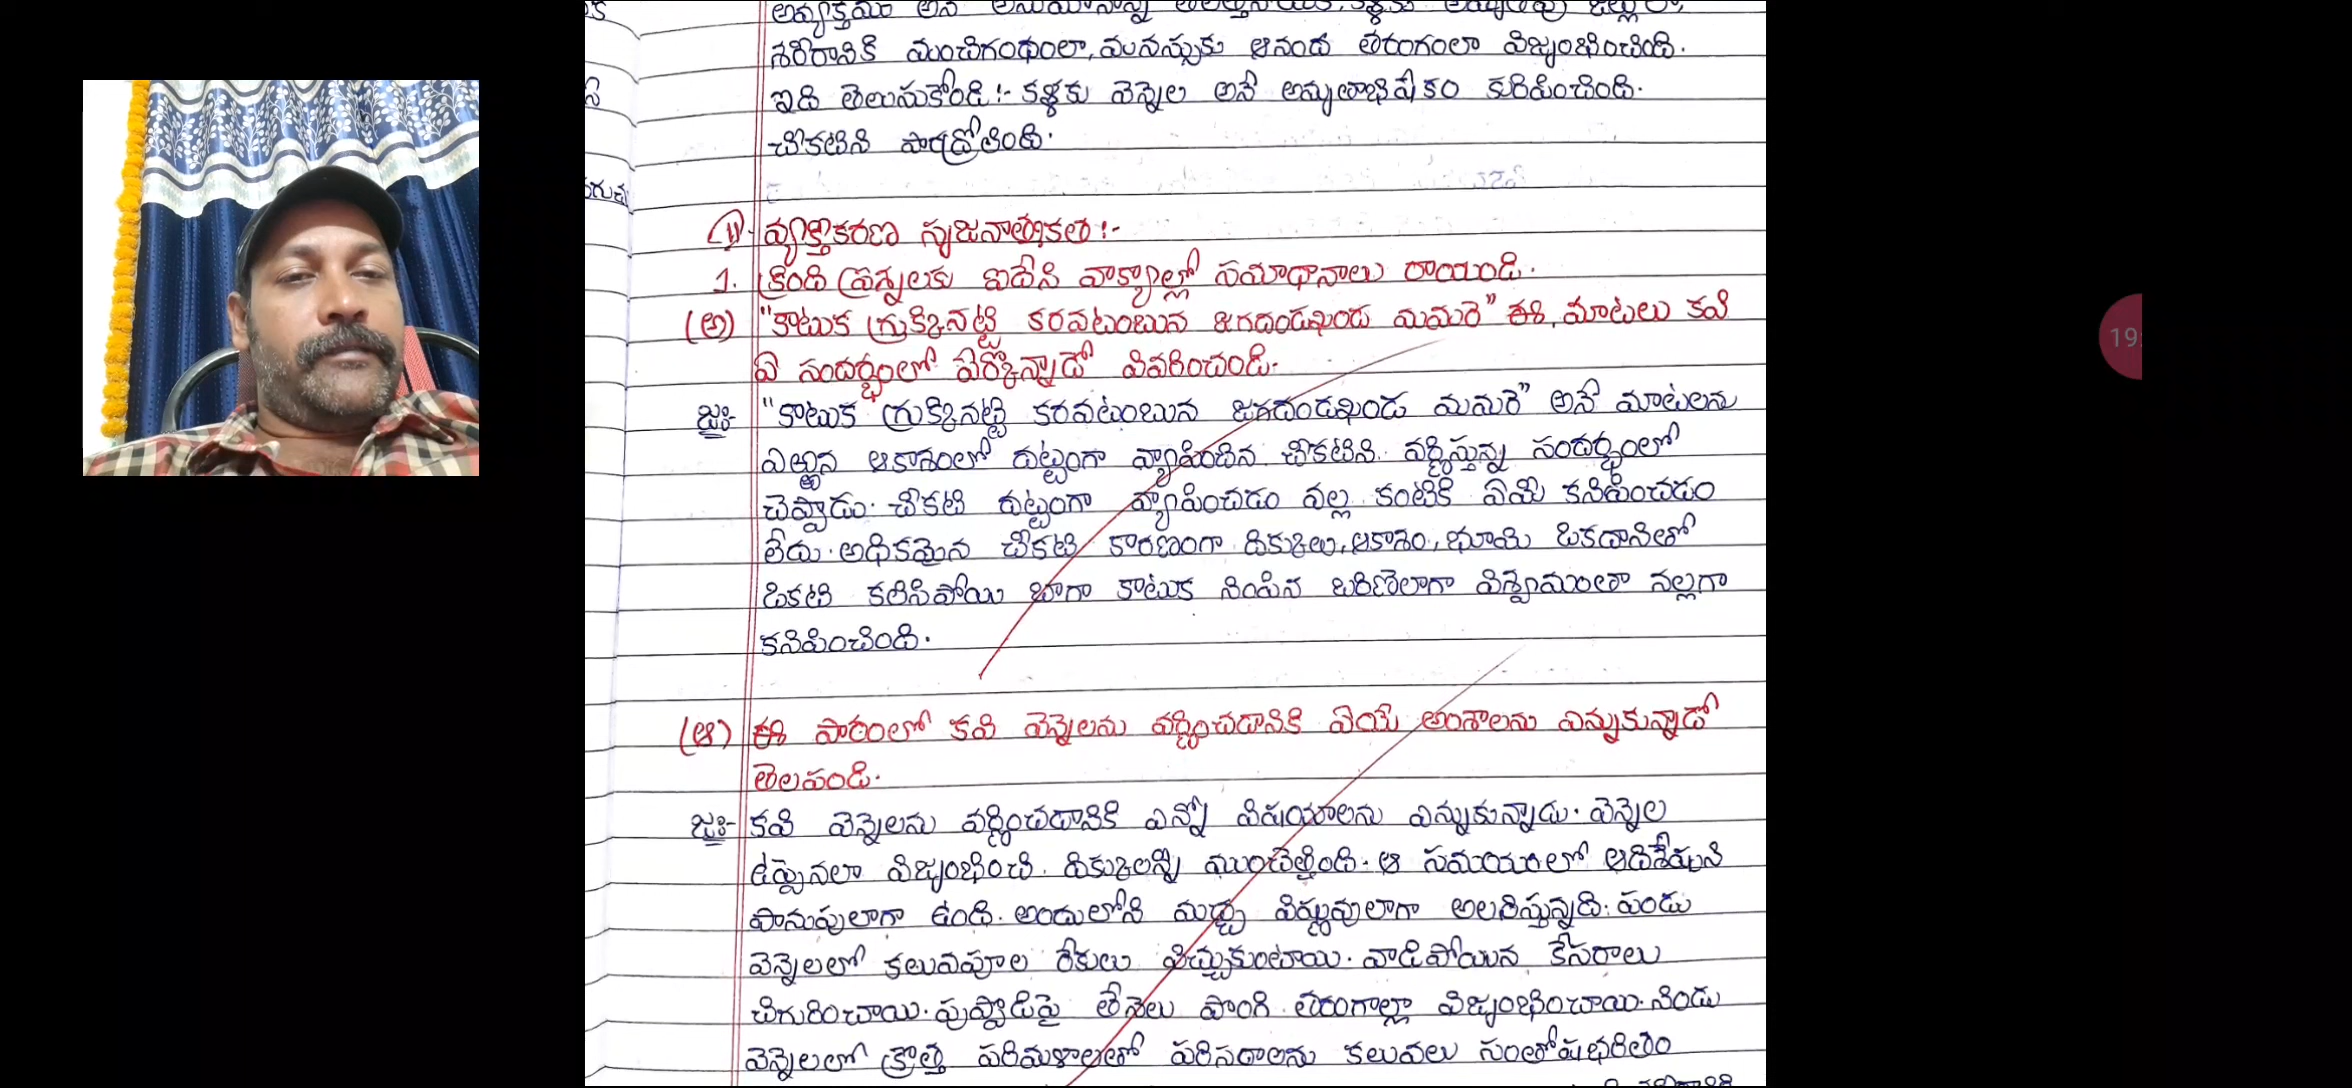 శరీరానికి మంచిగంధంలా, మనస్సుకు ఆనంద తరంగంలా విజృంభించింది.
ఇది తెలుసుకోండి :- కళ్లకు వెన్నెల అనే అమృతాభిషేకం కురిపించింది.
చీకటిని పారద్రోలింది.
II. వ్యక్తీకరణ సృజనాత్మకత :-
1. క్రింది ప్రశ్నలకు ఐదేసి వాక్యాల్లో సమాధానాలు రాయండి.
(అ) "కాటుక గ్రుక్కినట్టి కరవటంబున జగదండఖండ మమరె" ఈ మాటలు కవి
ఏ సందర్భంలో పేర్కొన్నాడో వివరించండి.
జ:- "కాటుక గ్రుక్కినట్టి కరవటంబున జగదండఖండ మమరె" అనే మాటలను
ఎఱ్ఱన ఆకాశంలో దట్టంగా వ్యాపించిన చీకటిని వర్ణిస్తున్న సందర్భంలో
చెప్పాడు. చీకటి దట్టంగా వ్యాపించడం వల్ల కంటికి ఏమీ కనిపించడం
లేదు. అధికమైన చీకటి కారణంగా దిక్కులు, ఆకాశం, భూమి ఒకదానితో
ఒకటి కలిసిపోయి బాగా కాటుక నింపిన బరిణెలాగా విశ్వమంతా నల్లగా
కనిపించింది.
(ఆ) ఈ పాఠంలో కవి వెన్నెలను వర్ణించడానికి ఏయే అంశాలను ఎన్నుకున్నాడో
తెలపండి.
జ:- కవి వెన్నెలను వర్ణించడానికి ఎన్నో విషయాలను ఎన్నుకున్నాడు. వెన్నెల
ఉప్పెనలా విజృంభించి దిక్కులన్నీ ముంచెత్తింది. ఆ సమయంలో ఆదిశేషుని
పానుపులాగా ఉంది. అందులోని మచ్చ విష్ణువులాగా అలరిస్తున్నది. పండు
వెన్నెలలో కలువపూల రేకులు విచ్చుకుంటాయి. వాడిపోయిన కేసరాలు
చిగురించాయి. పుప్పొడిపై తేనెలు పొంగి తరంగాల్లా విజృంభించాయి. నిండు
వెన్నెలలో క్రొత్త పరిమళాలతో పరిసరాలను కలువలు సంతోషభరితం
19